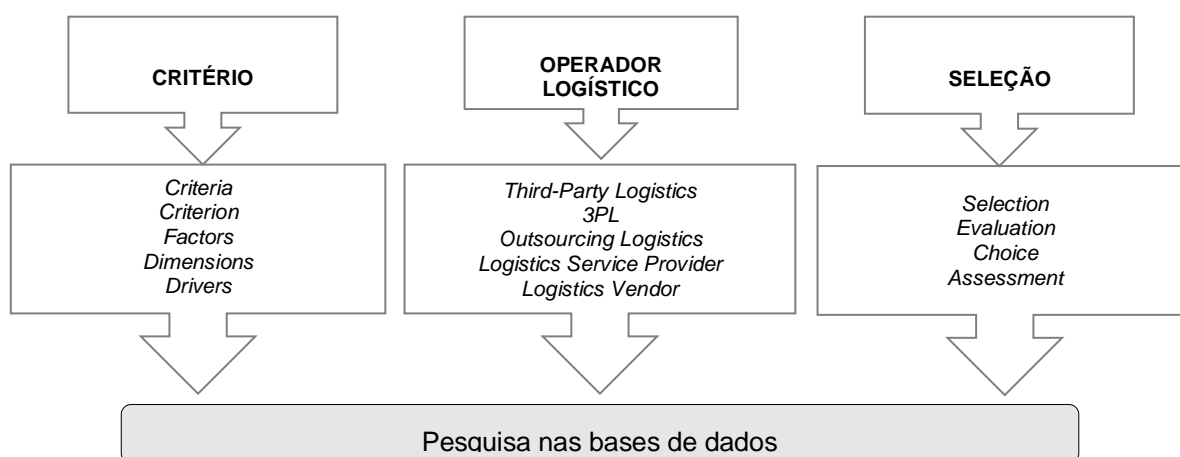 CRITÉRIO
OPERADOR
LOGÍSTICO
SELEÇÃO
Criteria
Criterion
Factors
Dimensions
Drivers
Third-Party Logistics
3PL
Outsourcing Logistics
Logistics Service Provider
Logistics Vendor
Selection
Evaluation
Choice
Assessment
Pesquisa nas bases de dados